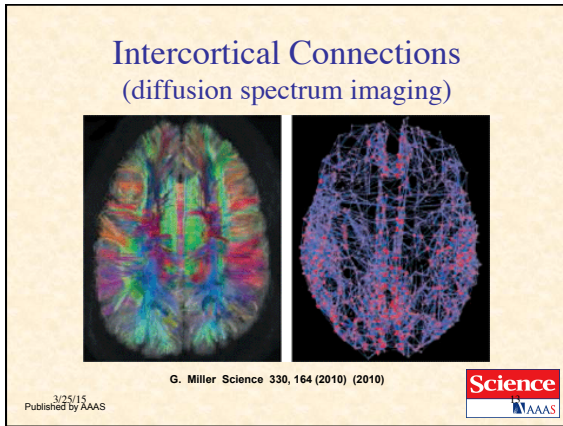 Intercortical Connections
(diffusion spectrum imaging)
G. Miller Science 330, 164 (2010) (2010)
3/25/15
Published by AAAS
Science
13
AAAS